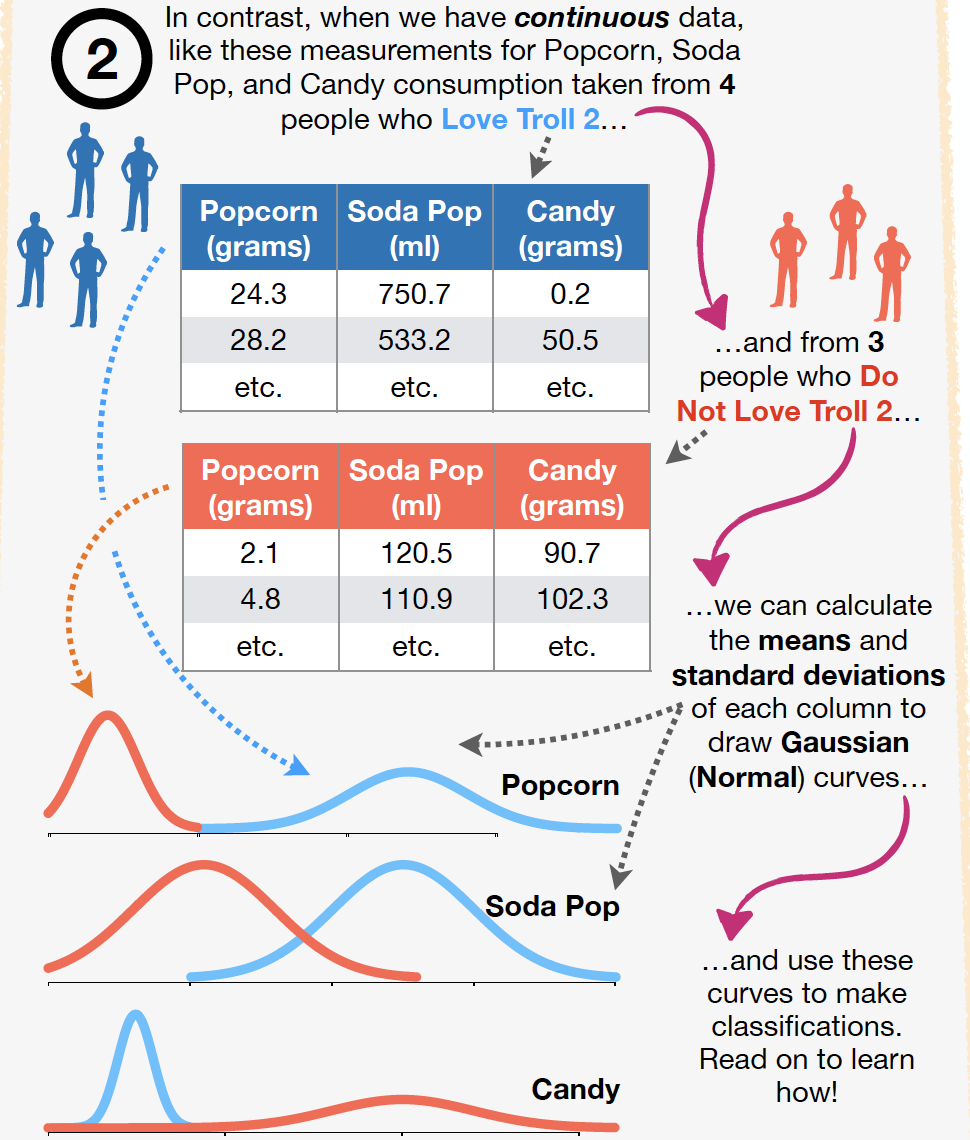 2
In contrast, when we have continuous data,
like these measurements for Popcorn, Soda
Pop, and Candy consumption taken from 4
people who Love Troll 2…
Popcorn (grams) Soda Pop (ml) Candy (grams)
24.3 750.7 0.2
28.2 533.2 50.5
etc. etc. etc.
…and from 3
people who Do
Not Love Troll 2…
Popcorn (grams) Soda Pop (ml) Candy (grams)
2.1 120.5 90.7
4.8 110.9 102.3
etc. etc. etc.
…we can calculate
the means and
standard deviations
of each column to
draw Gaussian
(Normal) curves…
Popcorn
Soda Pop
Candy
…and use these
curves to make
classifications.
Read on to learn
how!